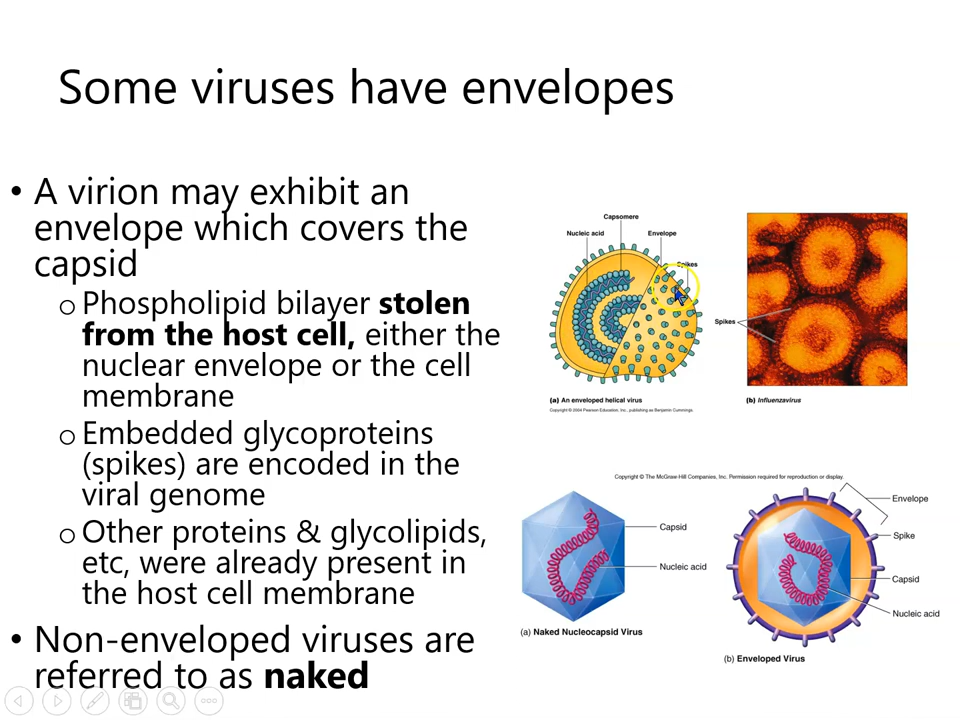 Some viruses have envelopes
• A virion may exhibit an
envelope which covers the
capsid
o Phospholipid bilayer stolen
from the host cell, either the
nuclear envelope or the cell
membrane
o Embedded glycoproteins
(spikes) are encoded in the
viral genome
o Other proteins & glycolipids,
etc, were already present in
the host cell membrane
• Non-enveloped viruses are
referred to as naked
Capsomere
Nucleic acid
Envelope
Spikes
Spikes
(a) An enveloped helical virus
Copyright © 2004 Pearson Education, Inc., publishing as Benjamin Cummings.
(b) Influenzavirus
Copyright © The McGraw-Hill Companies, Inc. Permission required for reproduction or display.
Capsid
Nucleic acid
(a) Naked Nucleocapsid Virus
Envelope
Spike
Capsid
Nucleic acid
(b) Enveloped Virus